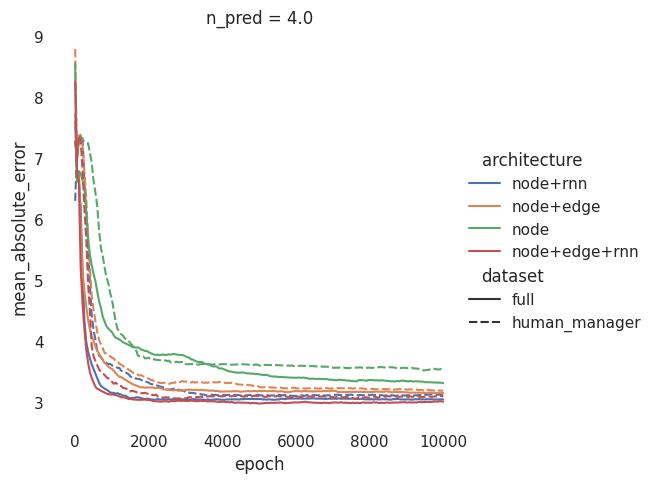 n_pred = 4.0
9
8
7
6
5
4
3
mean_absolute_error
0
2000
4000
6000
8000
10000
epoch
architecture
node+rnn
node+edge
node
node+edge+rnn
dataset
full
human_manager